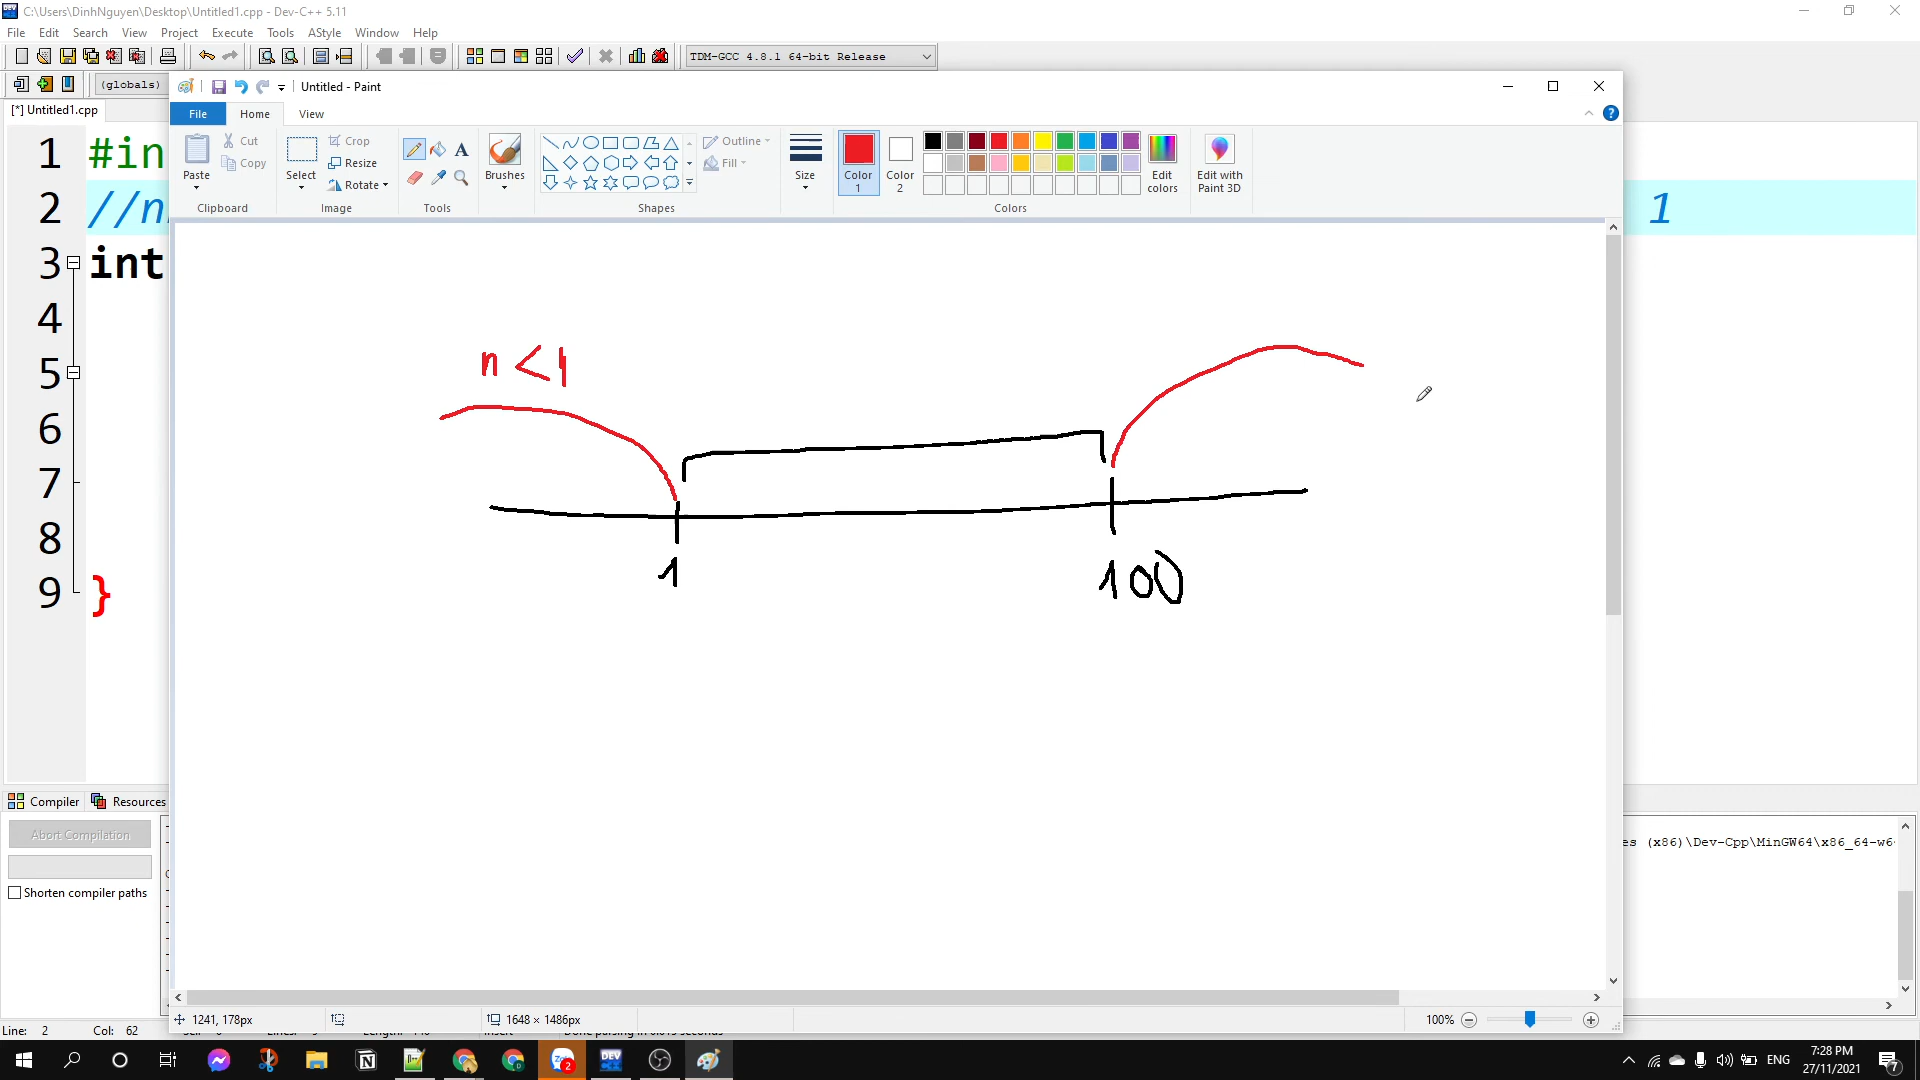 C:\Users\DinhNguyen\Desktop\Untitled1.cpp - Dev-C++ 5.11
File Edit Search View Project Execute Tools AStyle Window Help
TDM-GCC 4.8.1 64-bit Release
(globals)
Untitled - Paint
[*] Untitled1.cpp
File Home View
Paste
Cut
Copy
Clipboard
Select
Crop
Resize
Rotate
Image
A
Tools
Brushes
Shapes
Outline
Fill
Size
Color 1
Color 2
Colors
Edit colors
Edit with Paint 3D
1 #in
2 //n 1
3 int
4
5
6
7
8
9 }
n < 1
1
100
Compiler Resources
Abort Compilation
Shorten compiler paths
es (x86)\Dev-Cpp\MinGW64\x86_64-w6
1241, 178px
1648 × 1486px
100%
Line: 2 Col: 62
ENG
7:28 PM
27/11/2021
2
7